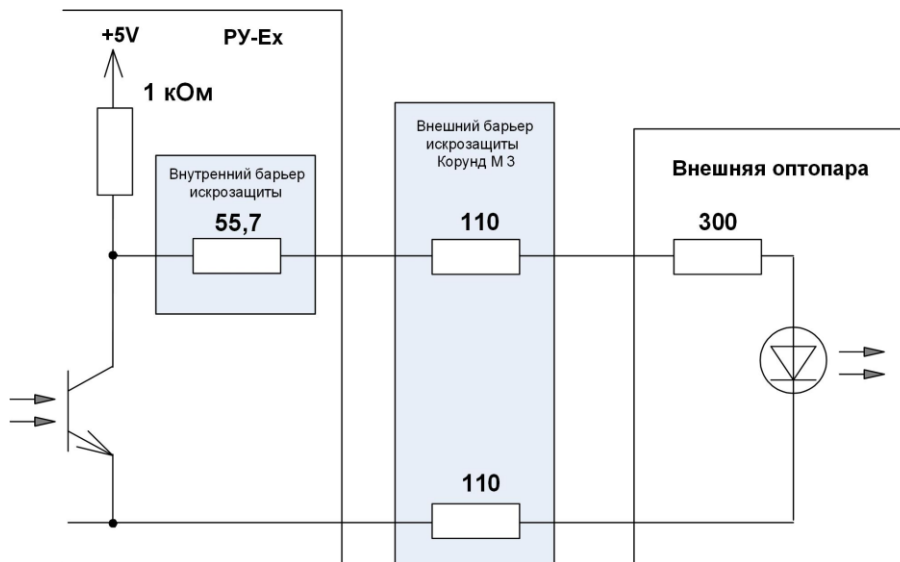 +5V
РУ-Ex
1 кОм
Внутренний барьер
искрозащиты
55,7
Внешний барьер
искрозащиты
Корунд М 3
110
Внешняя оптопара
300
110